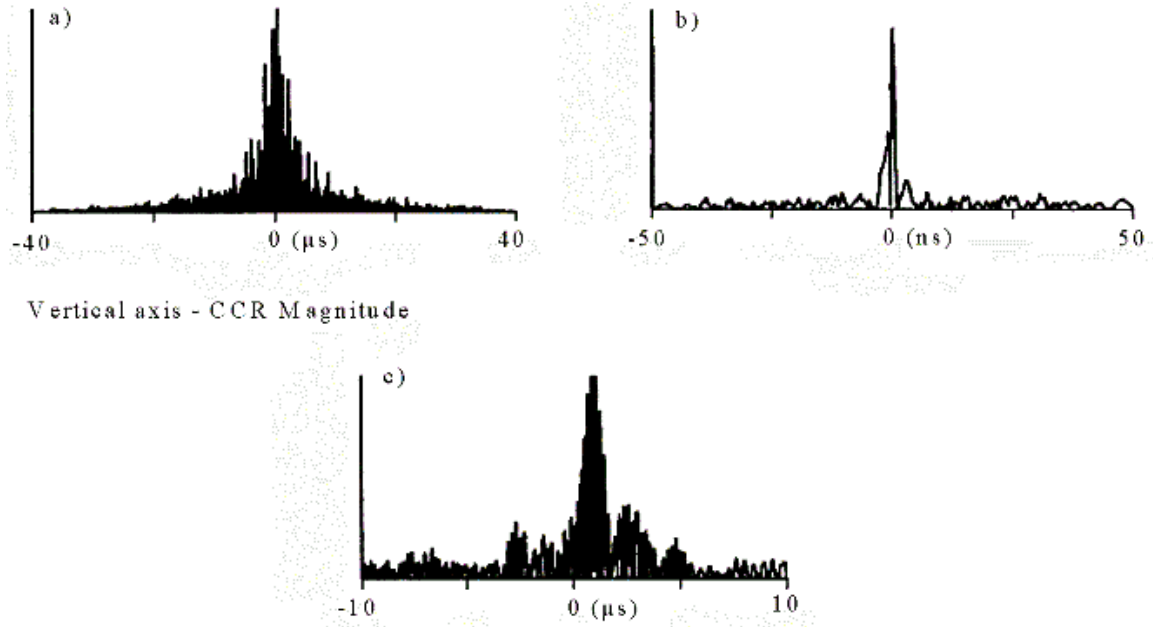 a)
b)
-40
0 (μs)
40
-50
0 (ns)
50
Vertical axis - CCR Magnitude
c)
-10
0 (μs)
10